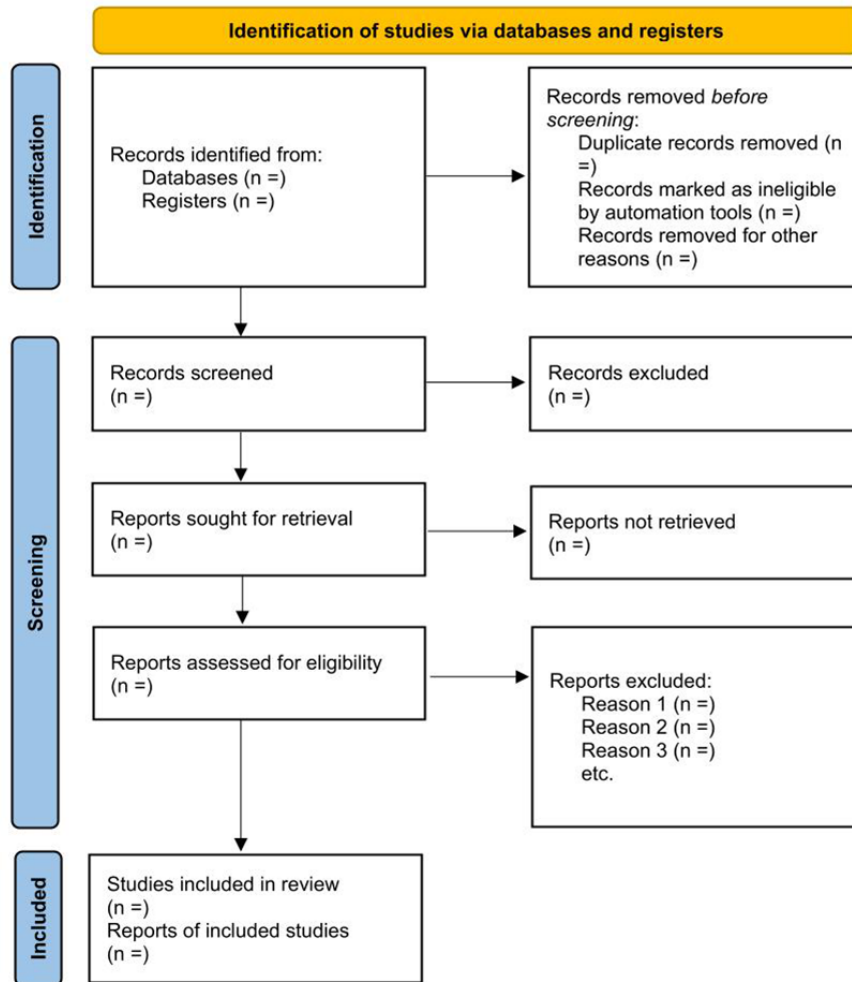 Identification of studies via databases and registers
Identification
Records identified from:
Databases (n =)
Registers (n =)
Records removed before
screening:
Duplicate records removed (n
=)
Records marked as ineligible
by automation tools (n =)
Records removed for other
reasons (n =)
Screening
Records screened
(n =)
Records excluded
(n =)
Reports sought for retrieval
(n =)
Reports not retrieved
(n =)
Reports assessed for eligibility
(n =)
Reports excluded:
Reason 1 (n =)
Reason 2 (n =)
Reason 3 (n =)
etc.
Included
Studies included in review
(n =)
Reports of included studies
(n =)